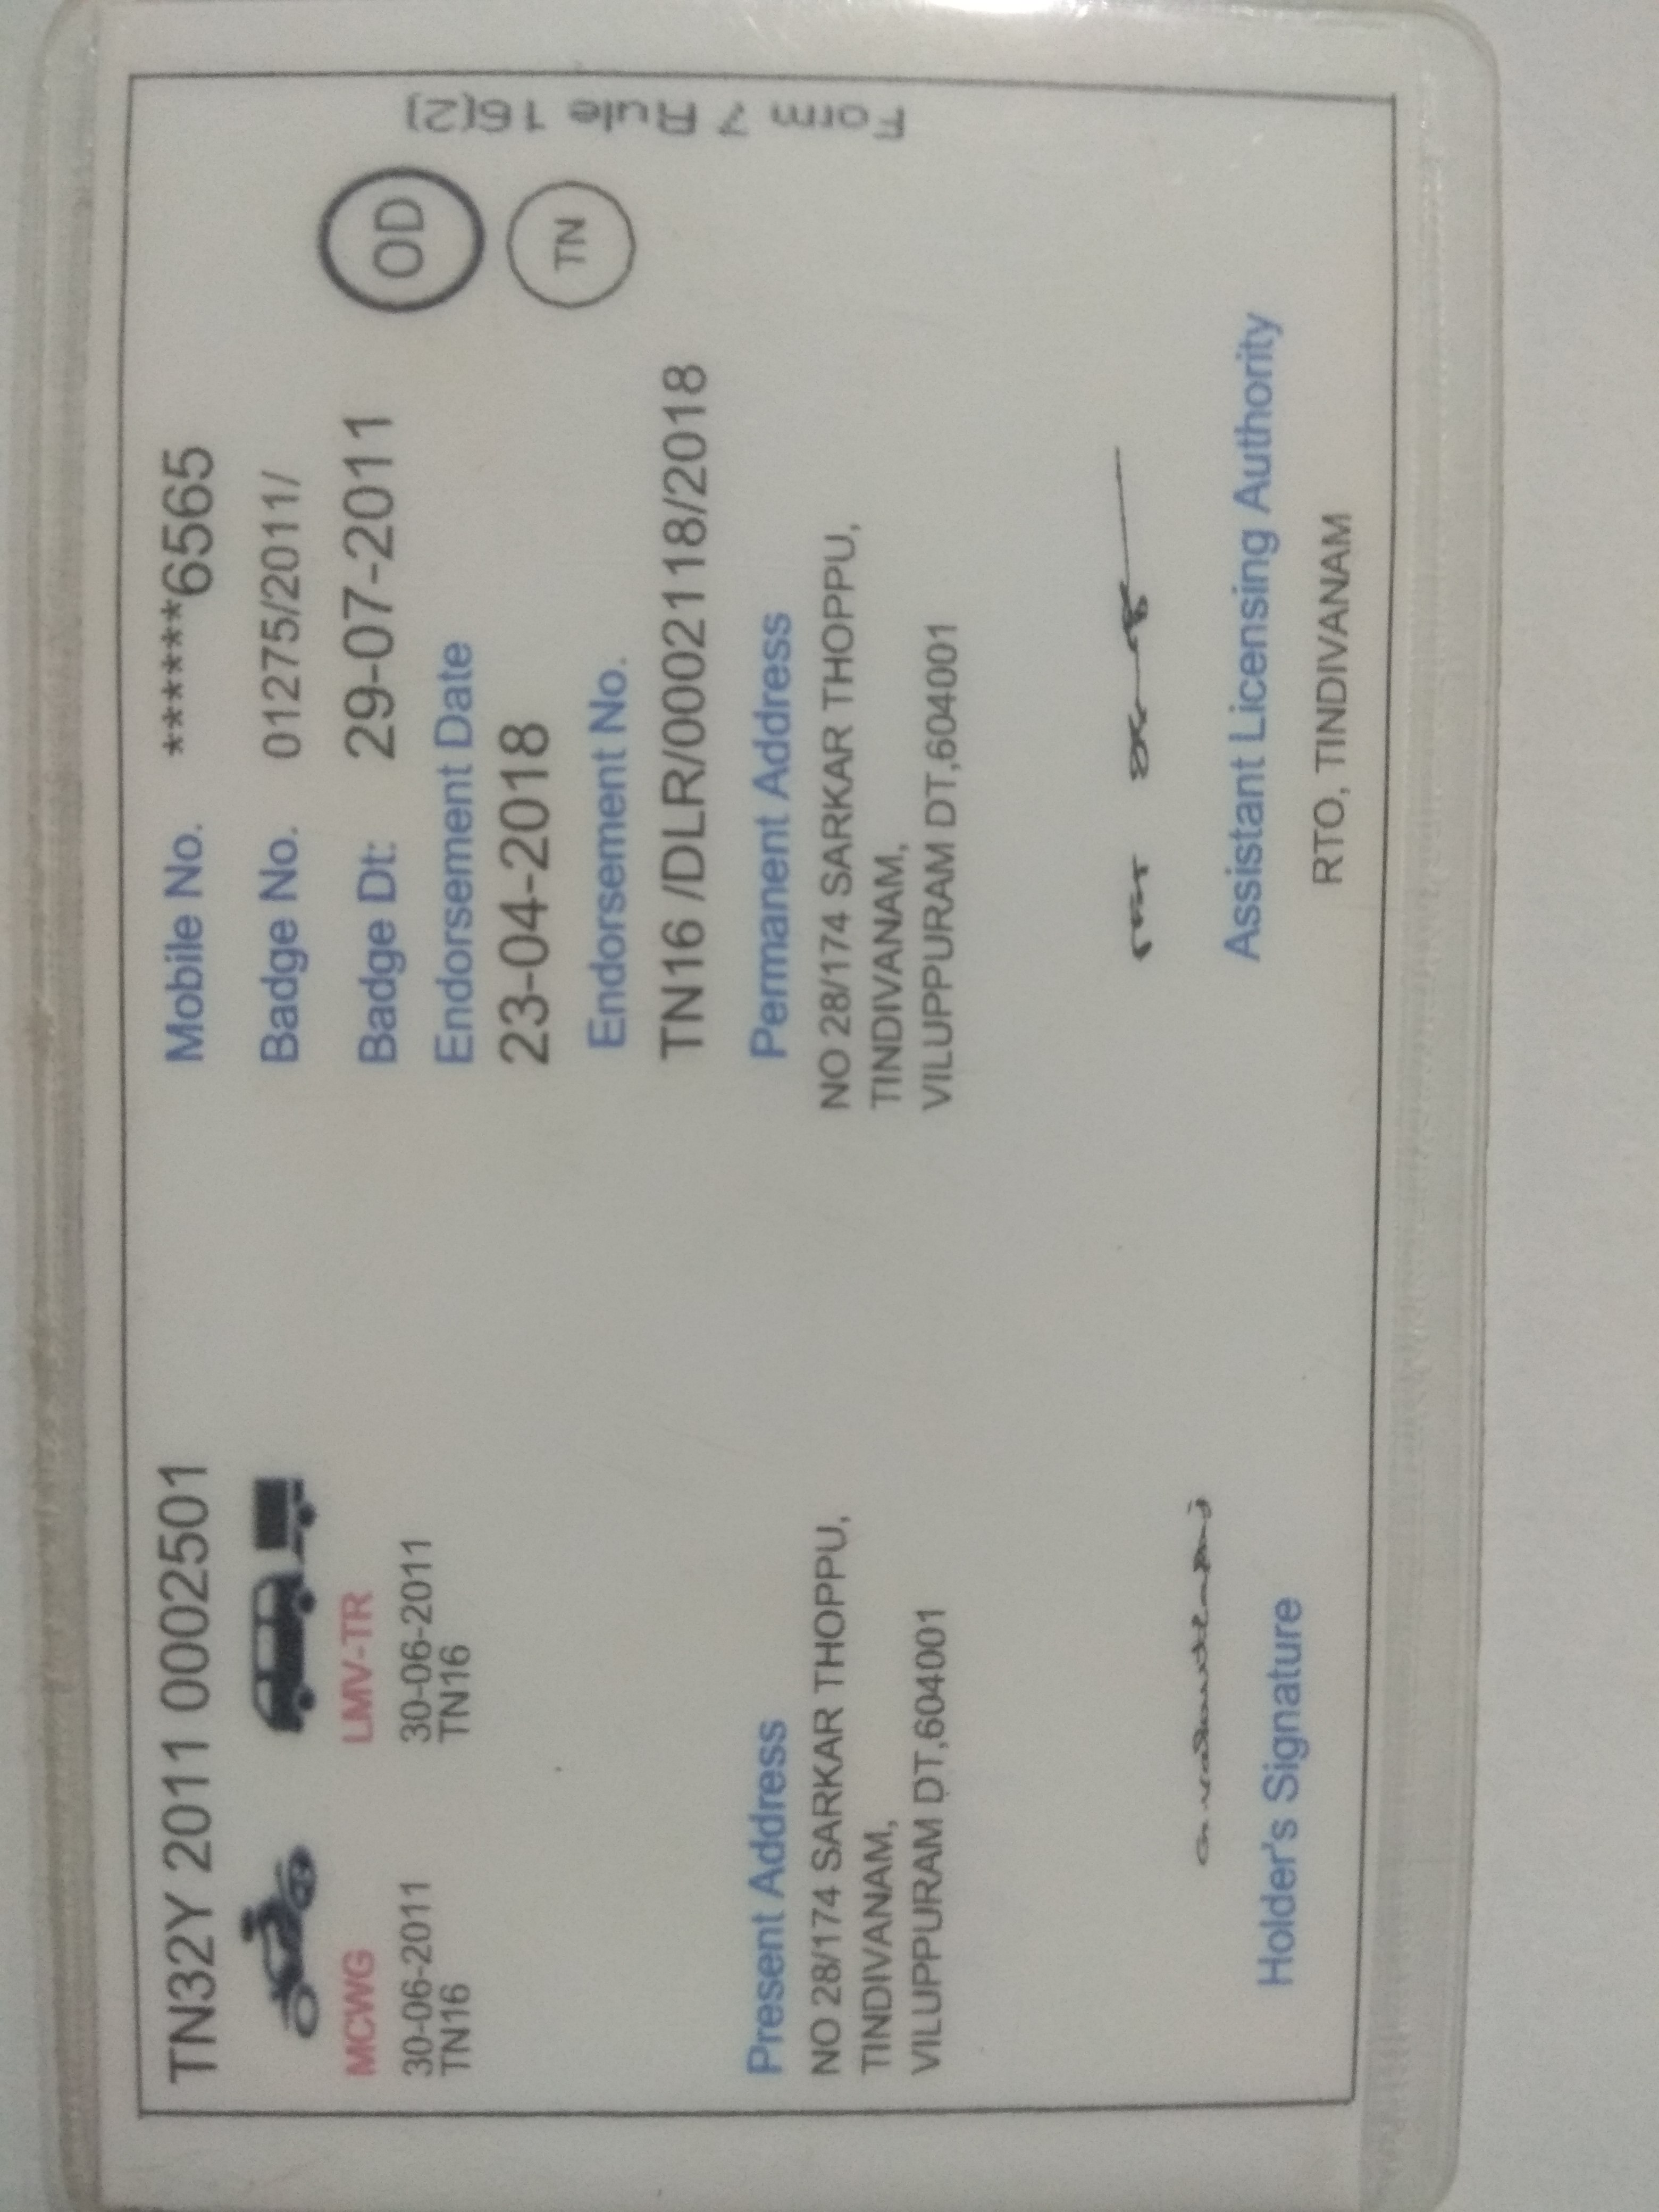 TN32Y 2011 0002501
MCWG
30-06-2011
TN16
LMV-TR
30-06-2011
TN16
Present Address
NO 28/174 SARKAR THOPPU,
TINDIVANAM,
VILUPPURAM DT,604001
Holder's Signature
Mobile No. ******6565
Badge No. 01275/2011/
Badge Dt: 29-07-2011
Endorsement Date
23-04-2018
Endorsement No.
TN16 /DLR/0002118/2018
Permanent Address
NO 28/174 SARKAR THOPPU,
TINDIVANAM,
VILUPPURAM DT,604001
Assistant Licensing Authority
RTO, TINDIVANAM
OD
TN
Form 7 Rule 16(2)